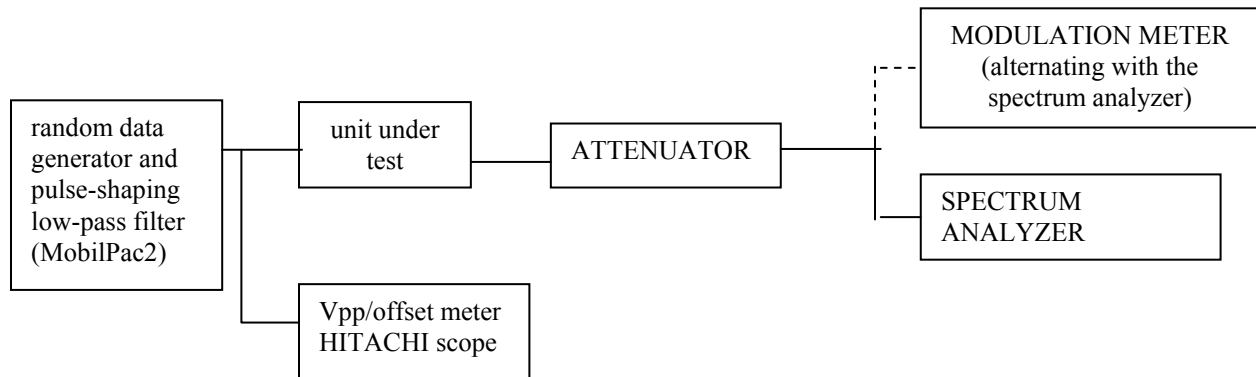 random data
generator and
pulse-shaping
low-pass filter
(MobilPac2)
unit under
test
Vpp/offset meter
HITACHI scope
ATTENUATOR
MODULATION METER
(alternating with the
spectrum analyzer)
SPECTRUM
ANALYZER